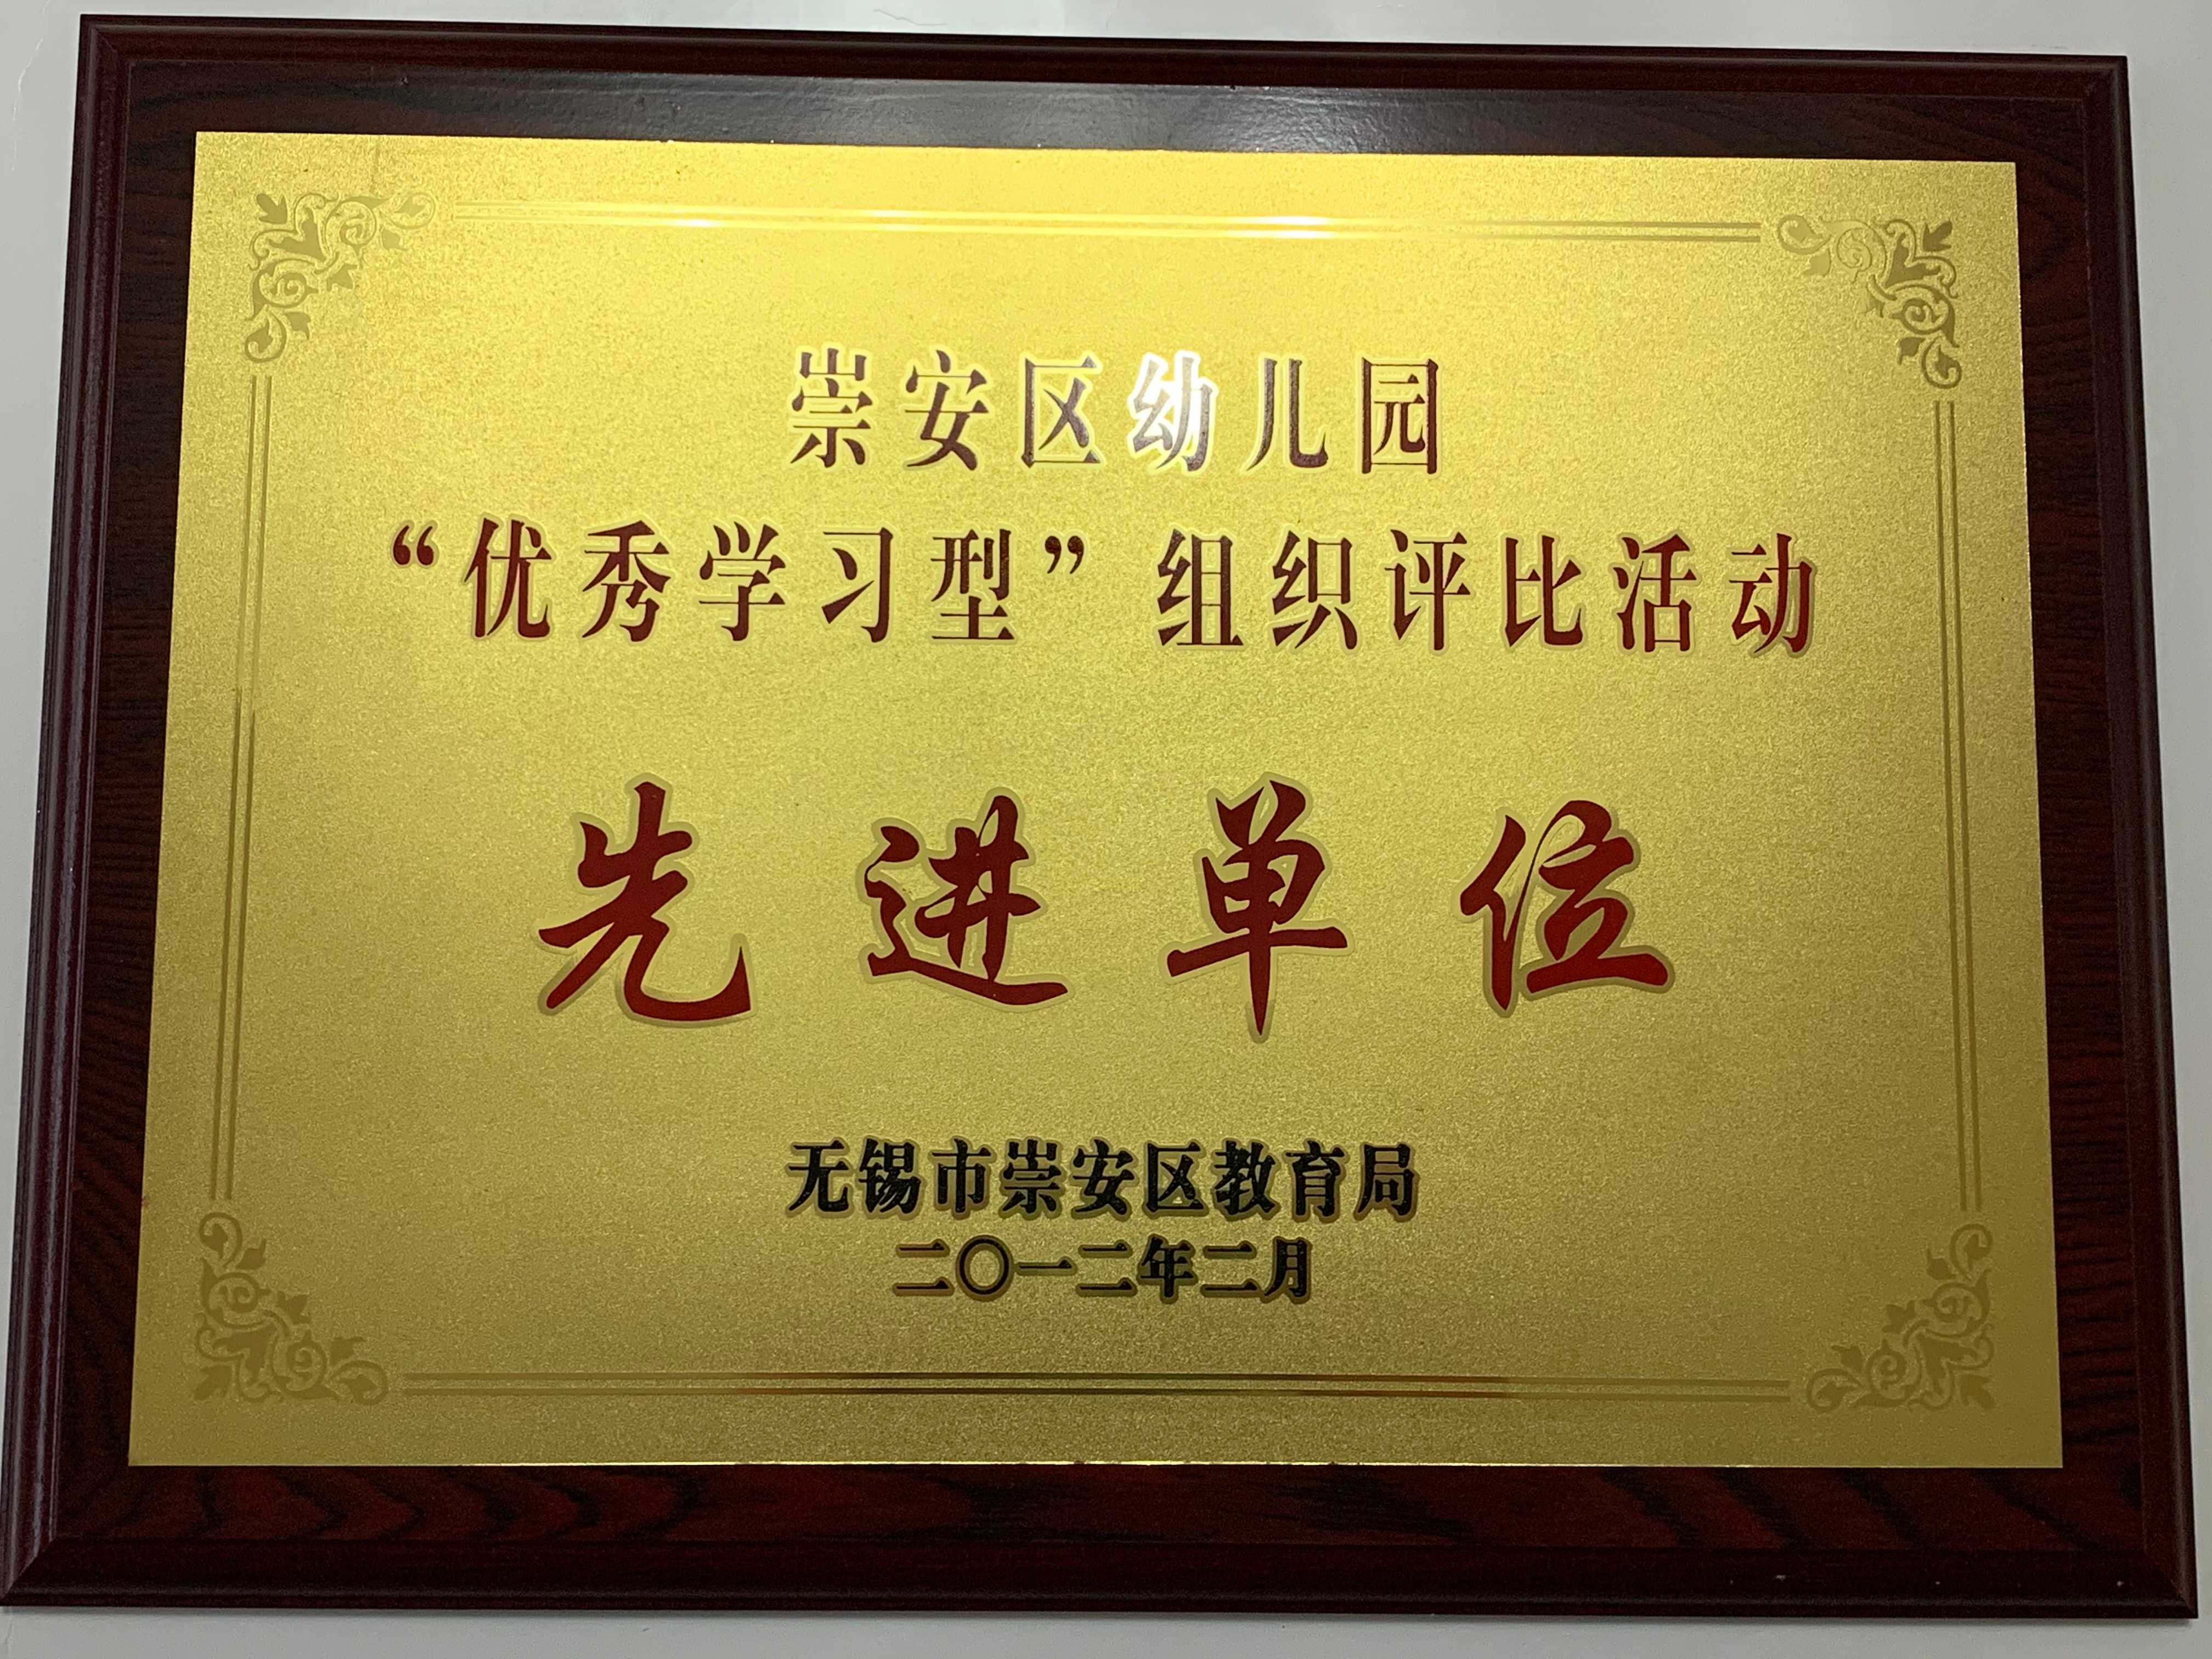 崇安区幼儿园
“优秀学习型”组织评比活动
先进单位
无锡市崇安区教育局
二〇一二年二月